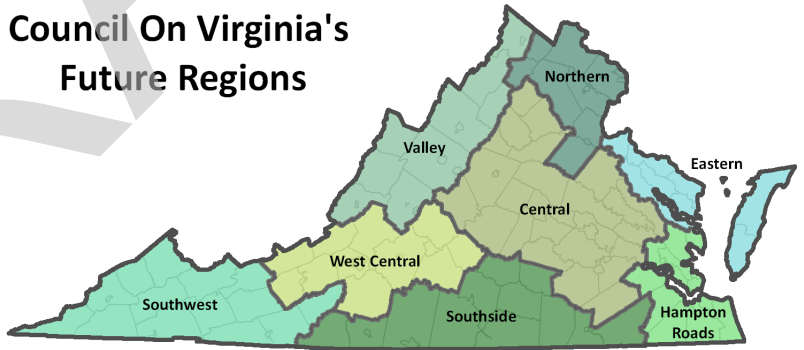 Council On Virginia's
Future Regions
Northern
Valley
Eastern
Central
West Central
Southwest
Southside
Hampton
Roads